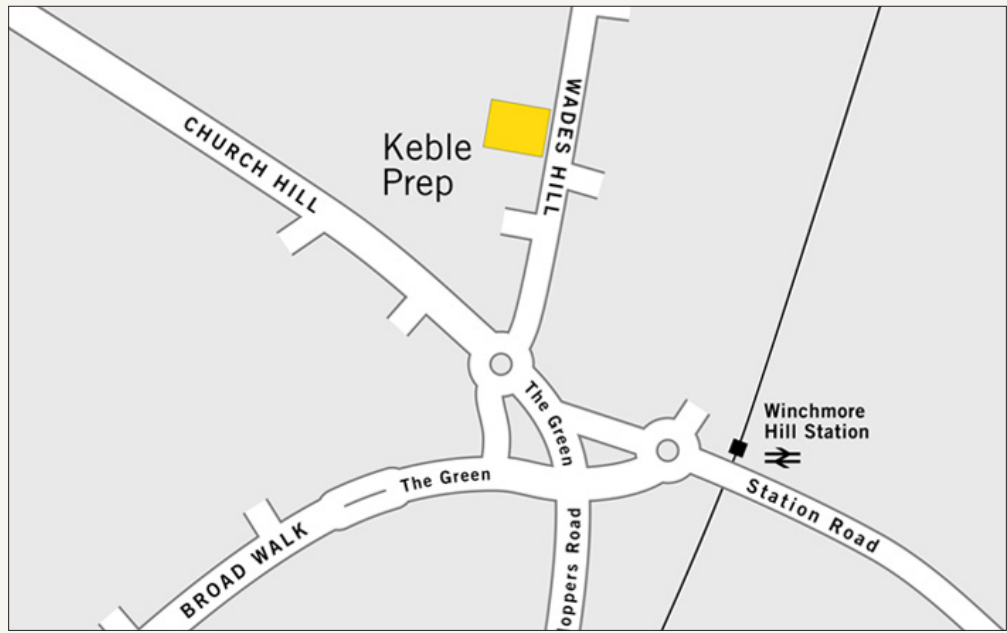 WADES HILL
CHURCH HILL
Keble
Prep
The Green
Winchmore
Hill Station
The Green
Station Road
BROAD WALK
oppers Road